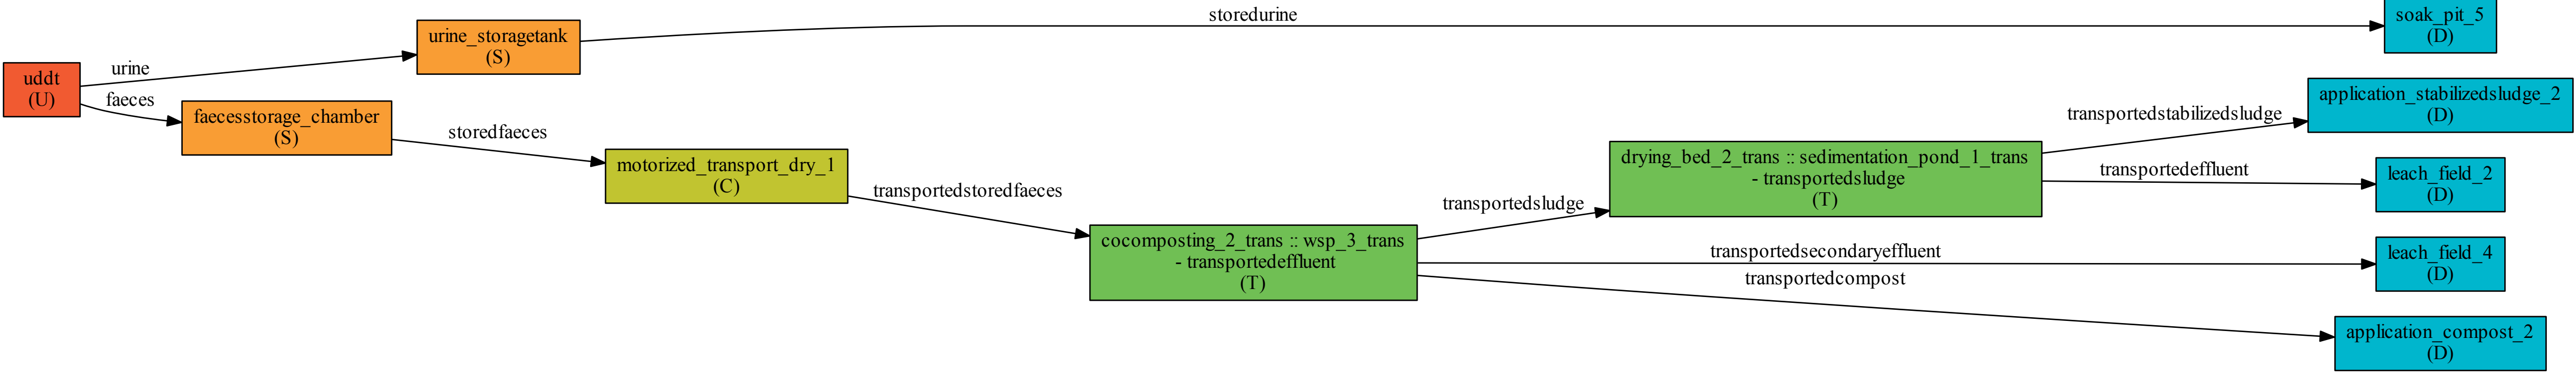 uddt
(U)
urine
faeces
urine_storagetank
(S)
faecesstorage_chamber
(S)
storedurine
storedfaeces
motorized_transport_dry_1
(C)
transportedstoredfaeces
cocomposting_2_trans :: wsp_3_trans
- transportedeffluent
(T)
transportedsludge
transportedsecondaryeffluent
transportedcompost
drying_bed_2_trans :: sedimentation_pond_1_trans
- transportedsludge
(T)
transportedstabilizedsludge
transportedeffluent
soak_pit_5
(D)
application_stabilizedsludge_2
(D)
leach_field_2
(D)
leach_field_4
(D)
application_compost_2
(D)